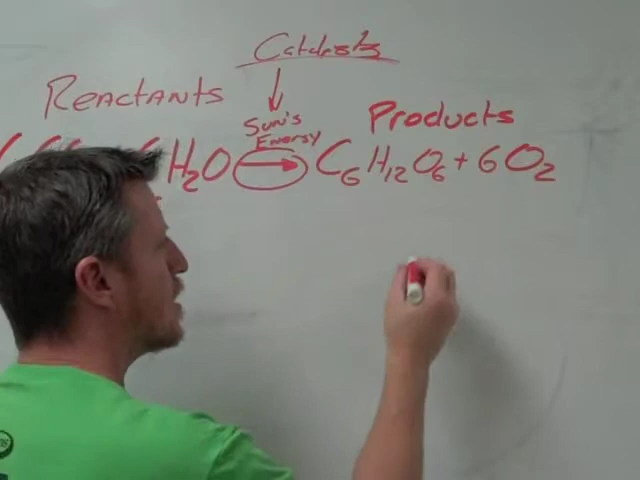 Catalysts
Reactants
Sun's
Energy
Products
H₂O → C₆H₁₂O₆ + 6O₂